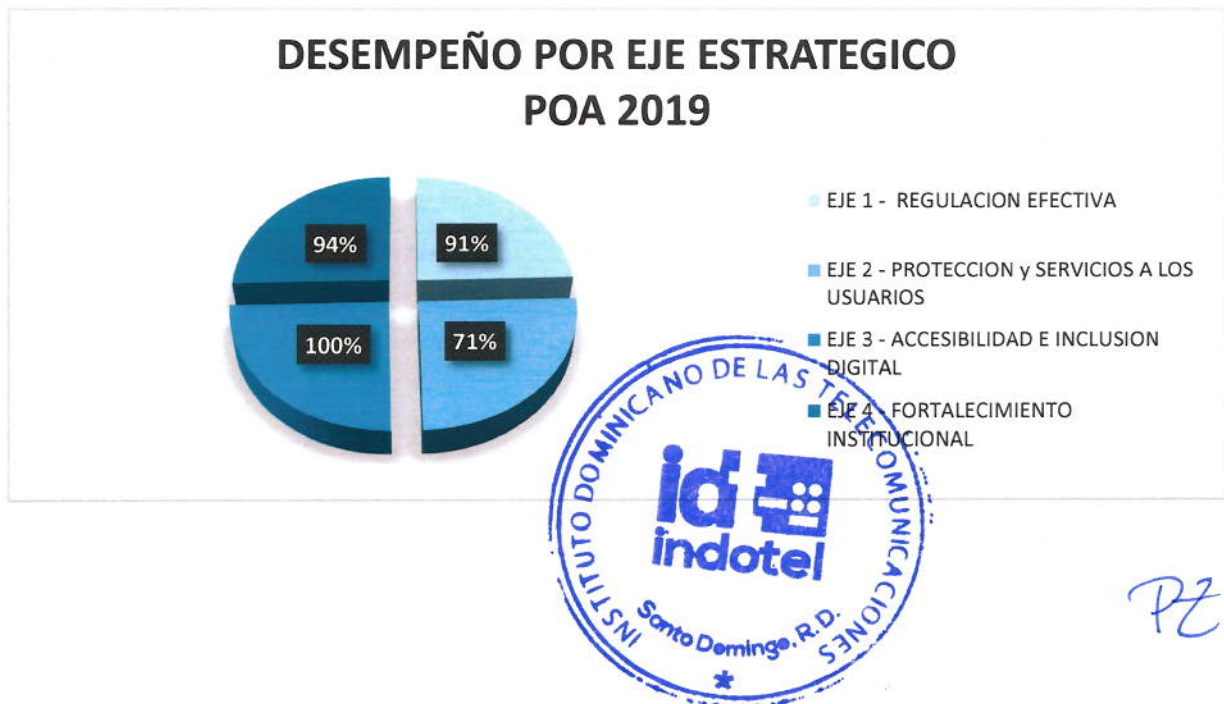 DESEMPEÑO POR EJE ESTRATEGICO
POA 2019
94%
91%
100%
71%
EJE 1 - REGULACION EFECTIVA
EJE 2 - PROTECCION y SERVICIOS A LOS
USUARIOS
EJE 3 - ACCESIBILIDAD E INCLUSION
DIGITAL
EJE 4 - FORTALECIMIENTO
INSTITUCIONAL
INSTITUTO DOMINICANO DE LAS TELECOMUNICACIONES
id
indotel
Santo Domingo, R.D.